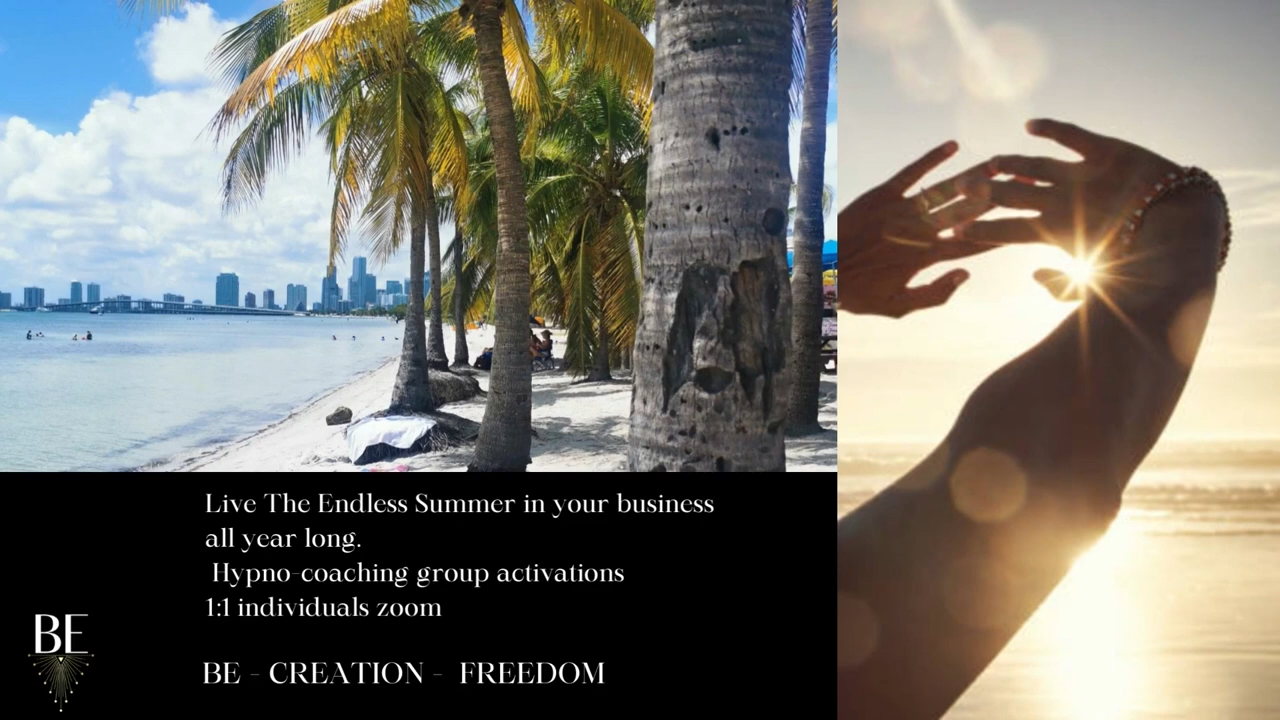 Live The Endless Summer in your business
all year long.
Hypno-coaching group activations
1:1 individuals zoom
BE
BE - CREATION - FREEDOM